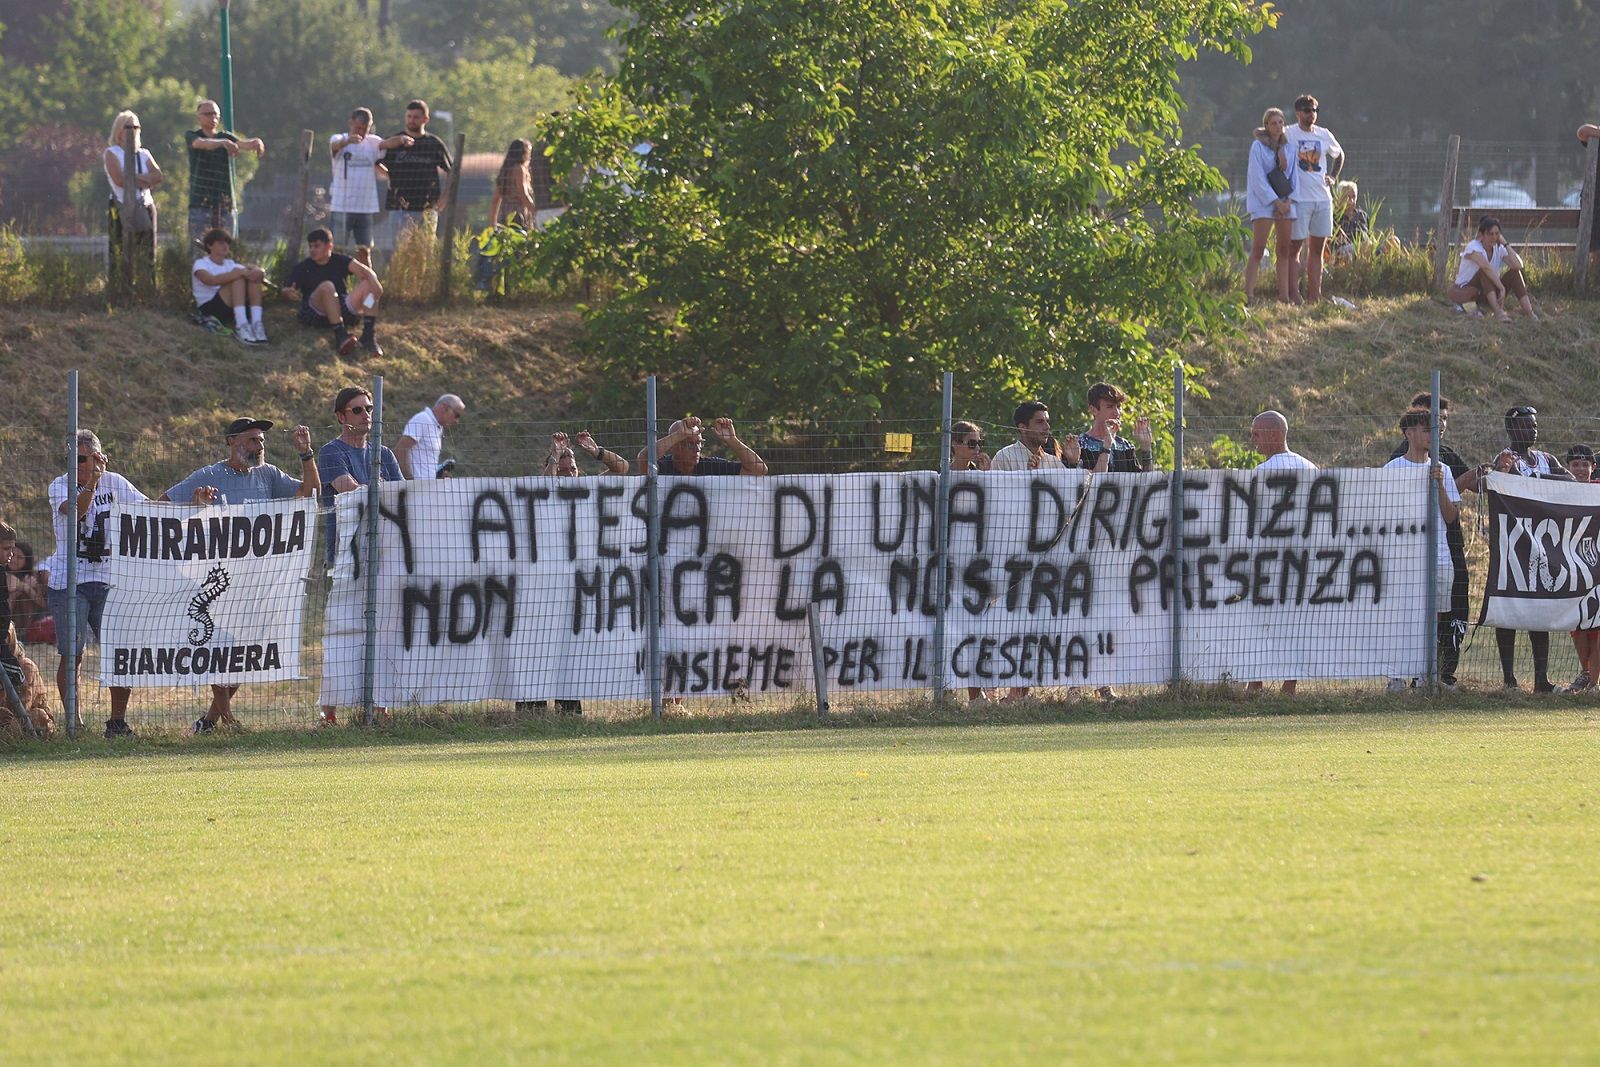 MIRANDOLA
BIANCONERA
IN ATTESA DI UNA DIRIGENZA.......
NON MANCA LA NOSTRA PRESENZA
"INSIEME PER IL CESENA"
KICK